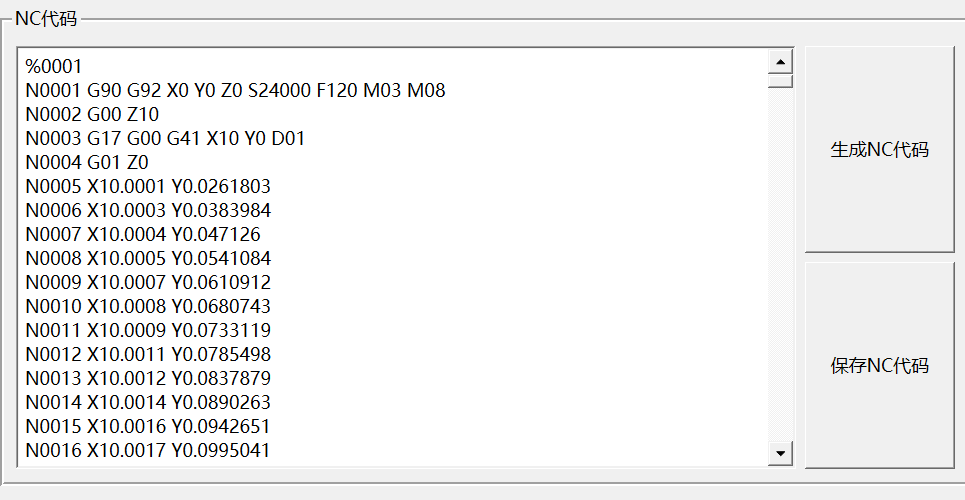 NC代码
%0001
N0001 G90 G92 X0 Y0 Z0 S24000 F120 M03 M08
N0002 G00 Z10
N0003 G17 G00 G41 X10 Y0 D01
N0004 G01 Z0
N0005 X10.0001 Y0.0261803
N0006 X10.0003 Y0.0383984
N0007 X10.0004 Y0.047126
N0008 X10.0005 Y0.0541084
N0009 X10.0007 Y0.0610912
N0010 X10.0008 Y0.0680743
N0011 X10.0009 Y0.0733119
N0012 X10.0011 Y0.0785498
N0013 X10.0012 Y0.0837879
N0014 X10.0014 Y0.0890263
N0015 X10.0016 Y0.0942651
N0016 X10.0017 Y0.0995041
生成NC代码
保存NC代码